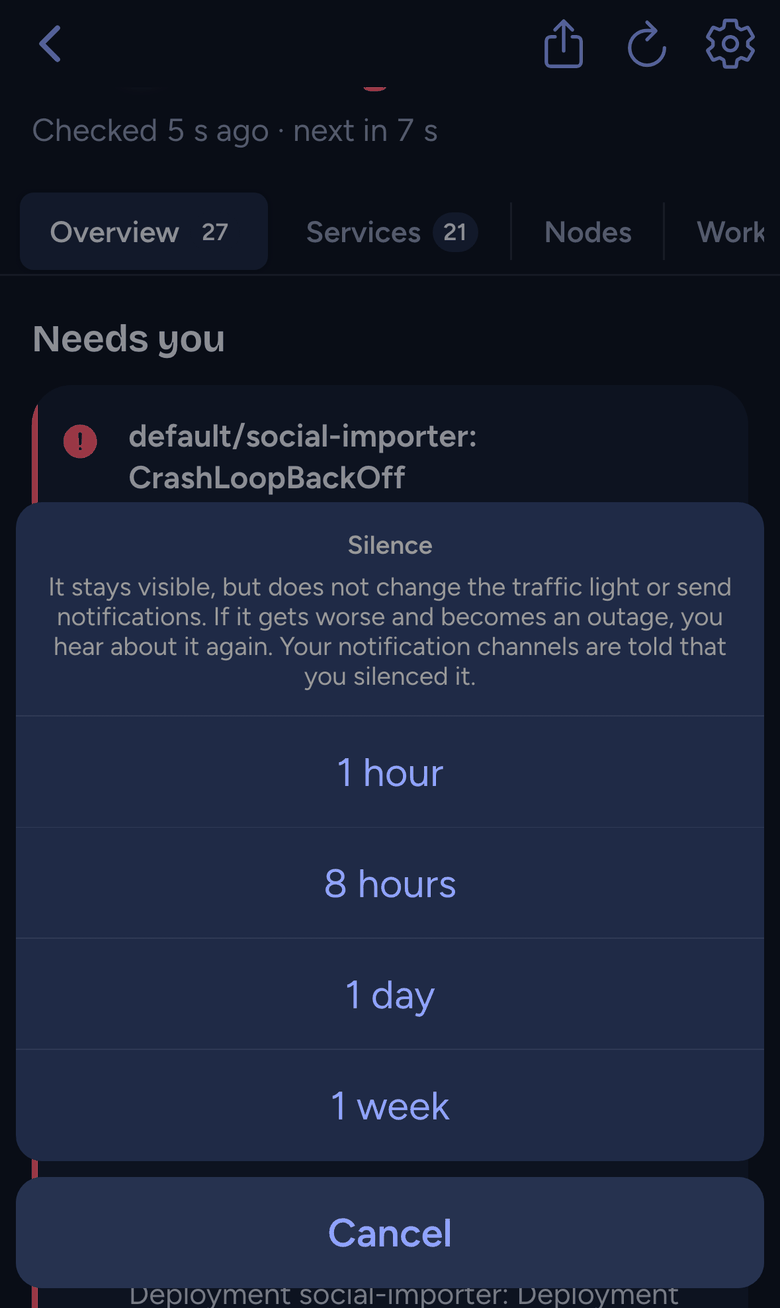 Checked 5 s ago · next in 7 s
Overview 27
Services 21
Nodes
Work
Needs you
default/social-importer:
CrashLoopBackOff
Silence
It stays visible, but does not change the traffic light or send
notifications. If it gets worse and becomes an outage, you
hear about it again. Your notification channels are told that
you silenced it.
1 hour
8 hours
1 day
1 week
Cancel
Deployment social-importer: Deployment